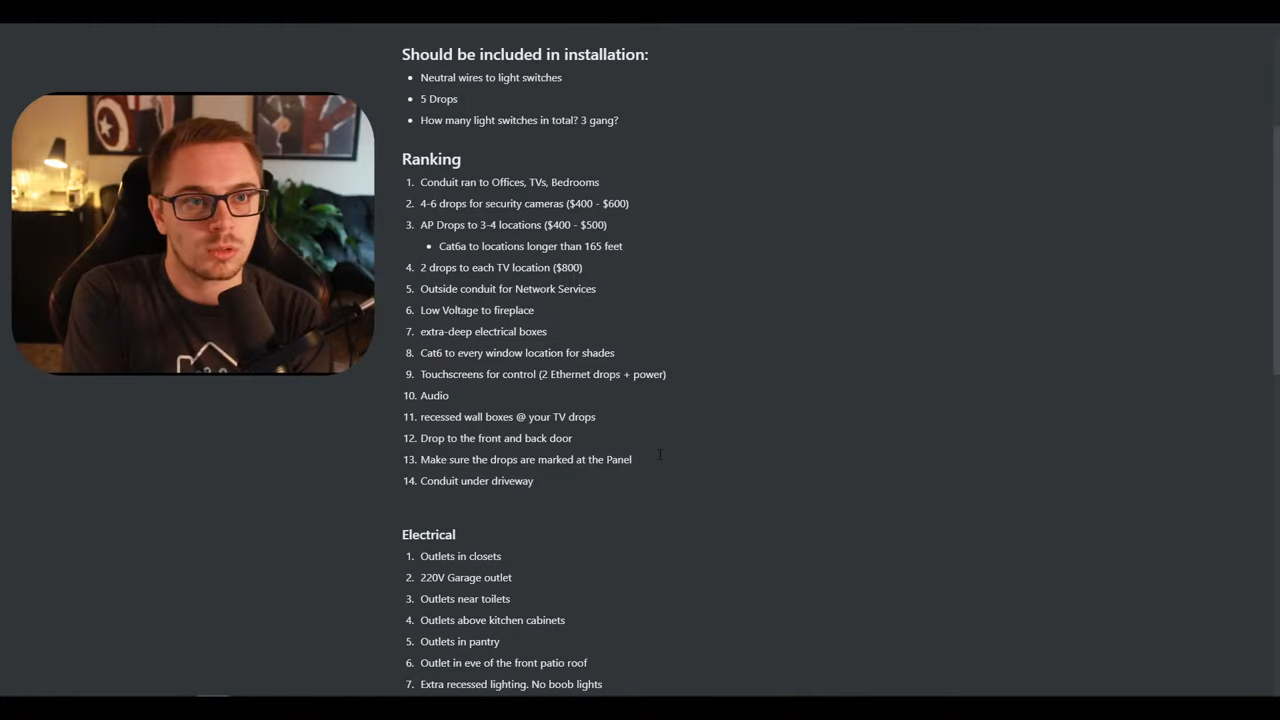 Should be included in installation:
• Neutral wires to light switches
• 5 Drops
• How many light switches in total? 3 gang?
Ranking
1. Conduit ran to Offices, TVs, Bedrooms
2. 4-6 drops for security cameras ($400 - $600)
3. AP Drops to 3-4 locations ($400 - $500)
• Cat6a to locations longer than 165 feet
4. 2 drops to each TV location ($800)
5. Outside conduit for Network Services
6. Low Voltage to fireplace
7. extra-deep electrical boxes
8. Cat6 to every window location for shades
9. Touchscreens for control (2 Ethernet drops + power)
10. Audio
11. recessed wall boxes @ your TV drops
12. Drop to the front and back door
13. Make sure the drops are marked at the Panel
14. Conduit under driveway
Electrical
1. Outlets in closets
2. 220V Garage outlet
3. Outlets near toilets
4. Outlets above kitchen cabinets
5. Outlets in pantry
6. Outlet in eve of the front patio roof
7. Extra recessed lighting. No boob lights